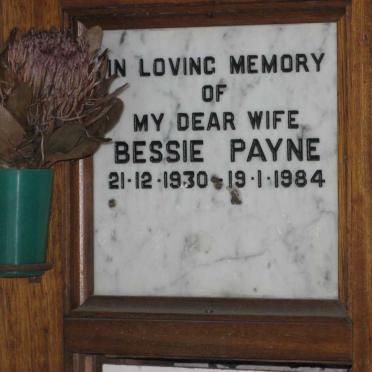 IN LOVING MEMORY
OF
MY DEAR WIFE
BESSIE PAYNE
21·12·1930 · 19·1·1984